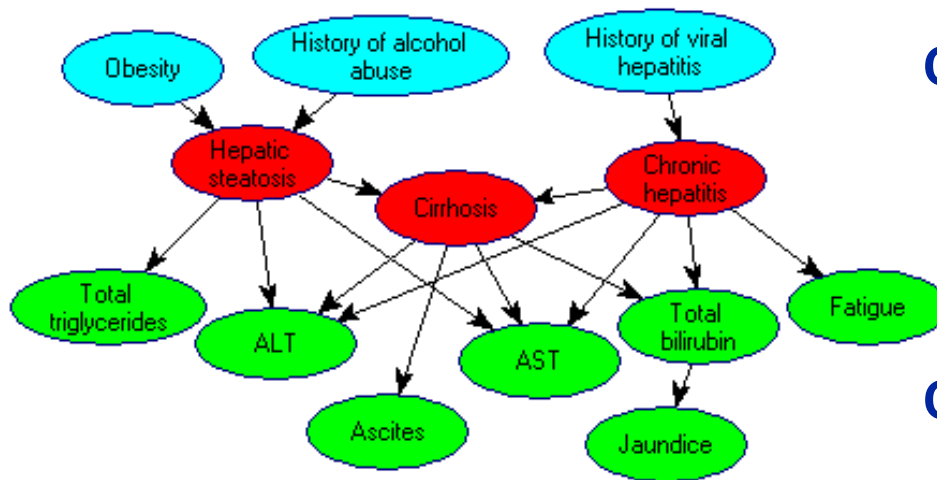 Obesity
History of alcohol
abuse
History of viral
hepatitis
Hepatic
steatosis
Cirrhosis
Chronic
hepatitis
Total
triglycerides
ALT
AST
Total
bilirubin
Fatigue
Ascites
Jaundice